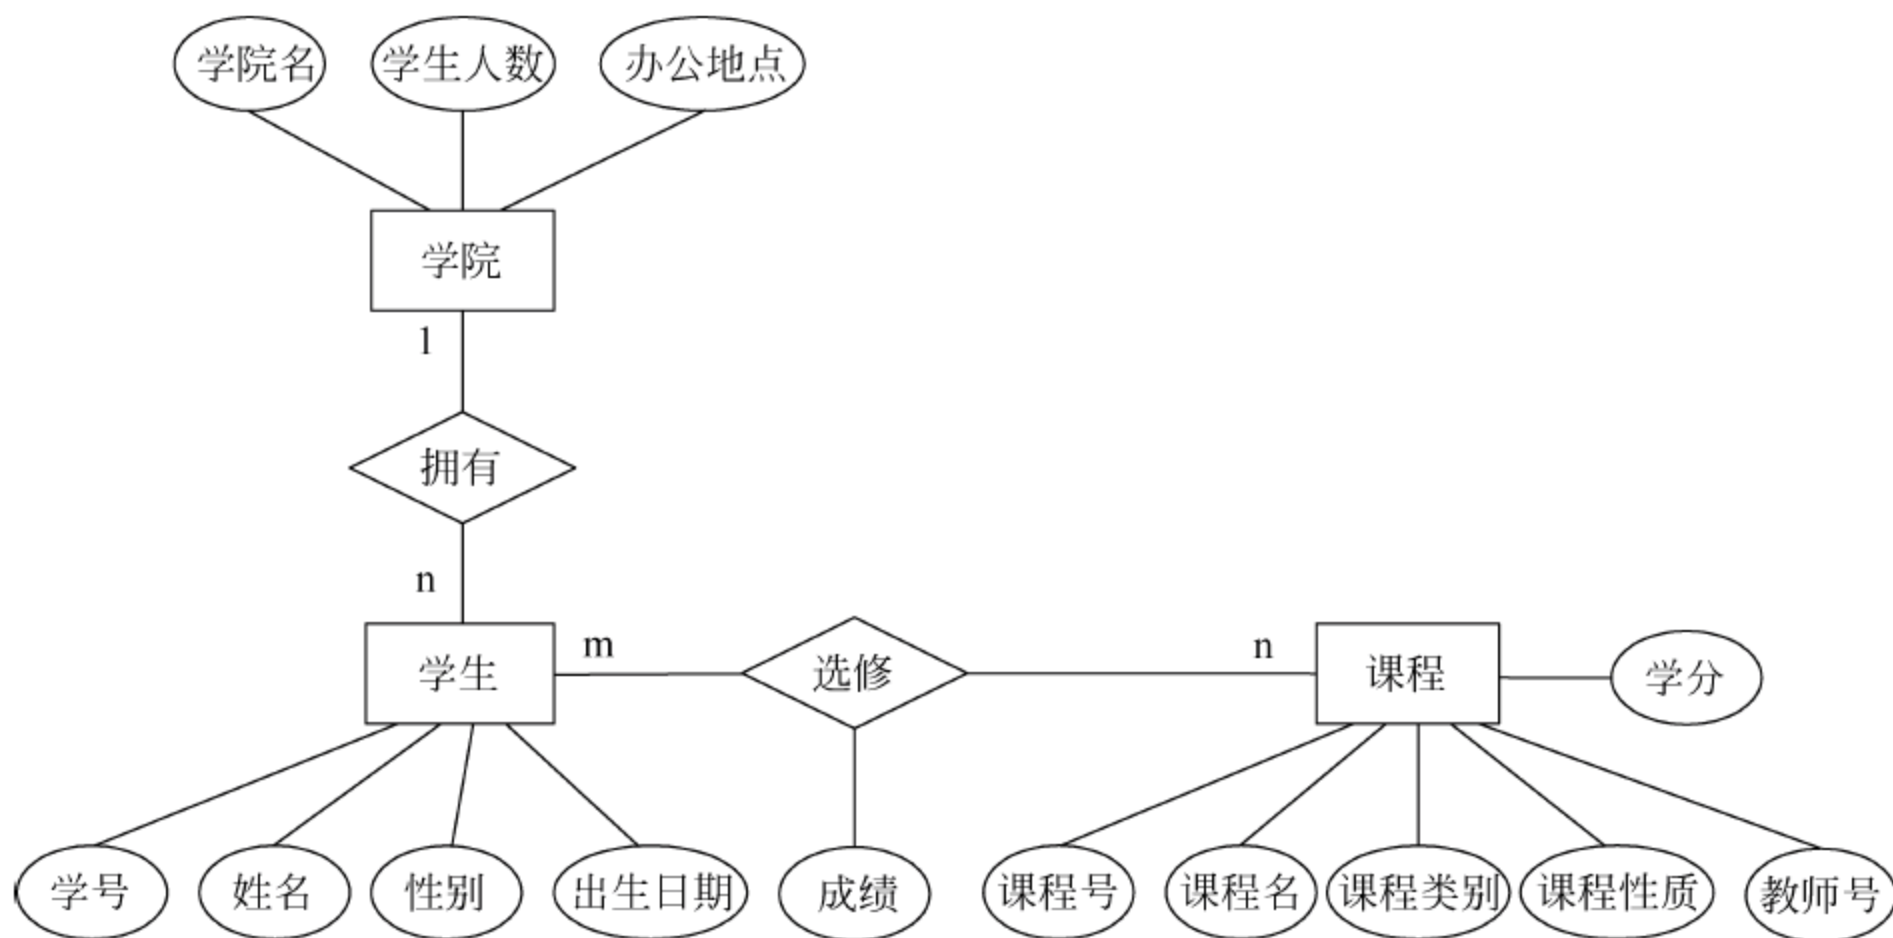 学院名 学生人数 办公地点
学院
1
拥有
n
学生 m 选修 n 课程 学分
学号 姓名 性别 出生日期 成绩 课程号 课程名 课程类别 课程性质 教师号